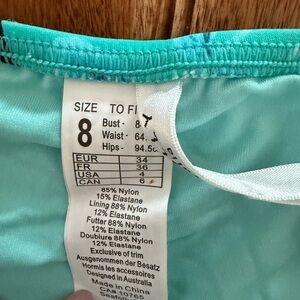 SIZE TO FI
8
Bust -
Waist - 64.
Hips - 94.5
EUR 34
FR 36
USA 4
CAN 6
85% Nylon
15% Elastane
Lining 88% Nylon
12% Elastane
Futter 88% Nylon
12% Elastane
Doublure 88% Nylon
12% Elastane
Exclusive of trim
Ausgenommen der Besatz
Hormis les accessoires
Designed in Australia
Made in China